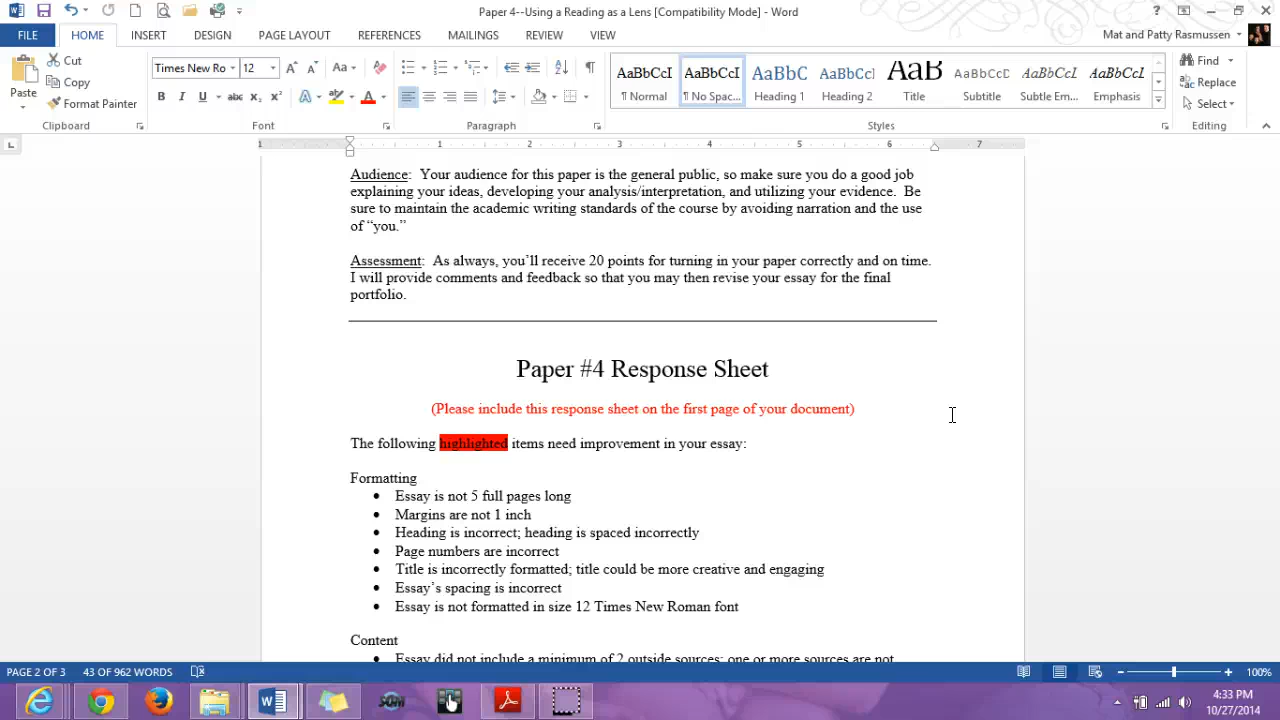 Paper 4--Using a Reading as a Lens [Compatibility Mode] - Word
FILE HOME INSERT DESIGN PAGE LAYOUT REFERENCES MAILINGS REVIEW VIEW Mat and Patty Rasmussen
Paste
Cut
Copy
Format Painter
Clipboard
Times New Ro 12
Font
Paragraph
AaBbCcI AaBbCcI AaBbC AaBbCcI AaB AaBbCcD AaBbCcI AaBbCcI
¶ Normal ¶ No Spac... Heading 1 Heading 2 Title Subtitle Subtle Em... Emphasis
Styles
Find
Replace
Select
Editing
1 1 2 3 4 5 6 7
Audience: Your audience for this paper is the general public, so make sure you do a good job
explaining your ideas, developing your analysis/interpretation, and utilizing your evidence. Be
sure to maintain the academic writing standards of the course by avoiding narration and the use
of “you.”
Assessment: As always, you’ll receive 20 points for turning in your paper correctly and on time.
I will provide comments and feedback so that you may then revise your essay for the final
portfolio.
Paper #4 Response Sheet
(Please include this response sheet on the first page of your document)
The following highlighted items need improvement in your essay:
Formatting
• Essay is not 5 full pages long
• Margins are not 1 inch
• Heading is incorrect; heading is spaced incorrectly
• Page numbers are incorrect
• Title is incorrectly formatted; title could be more creative and engaging
• Essay’s spacing is incorrect
• Essay is not formatted in size 12 Times New Roman font
Content
• Essay did not include a minimum of 2 outside sources; one or more sources are not
PAGE 2 OF 3 43 OF 962 WORDS 100%
4:33 PM
10/27/2014